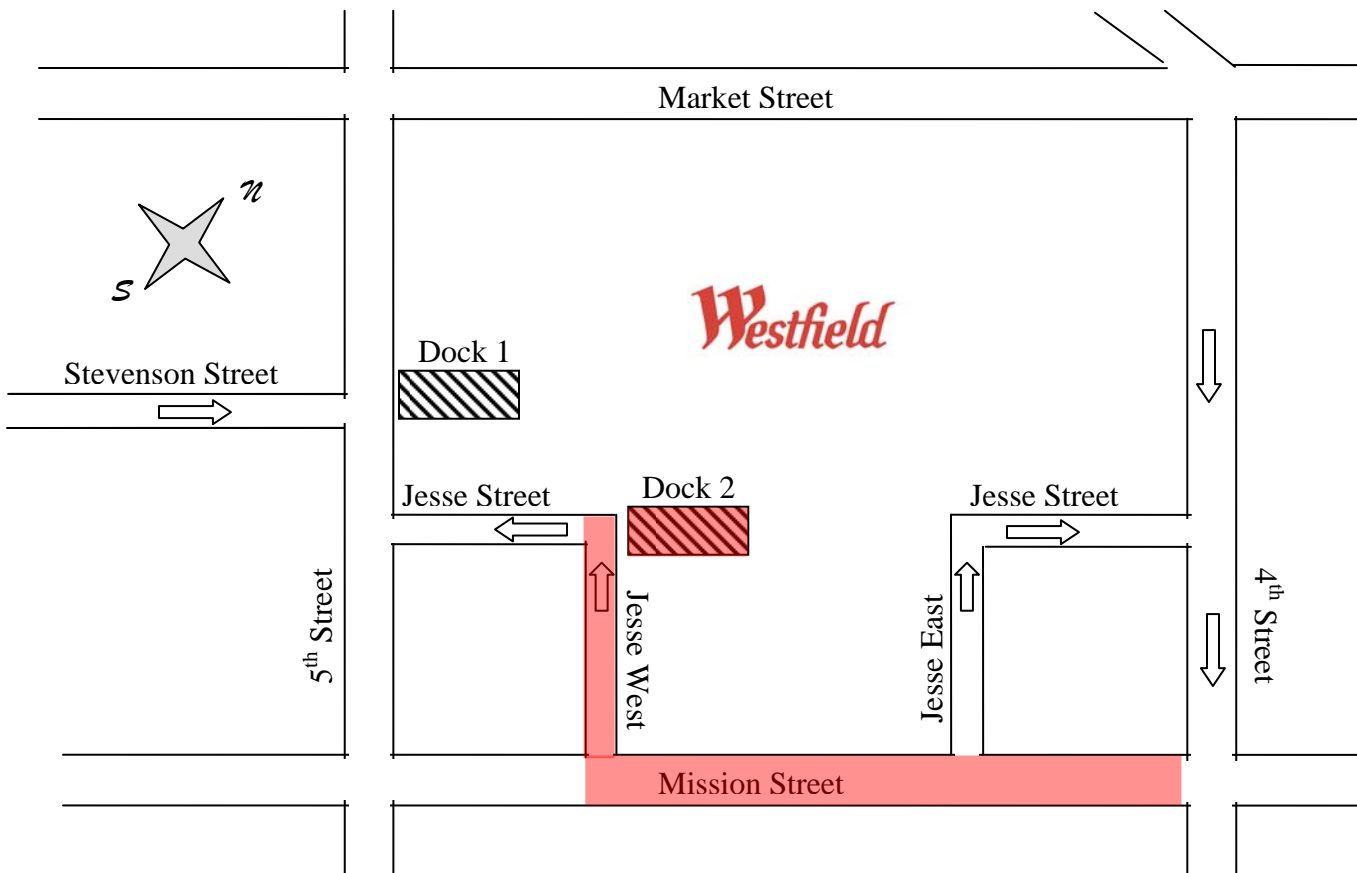 Market Street
N
S
Westfield
Dock 1
Stevenson Street
Jesse Street
Dock 2
Jesse Street
5th Street
Jesse West
Jesse East
4th Street
Mission Street